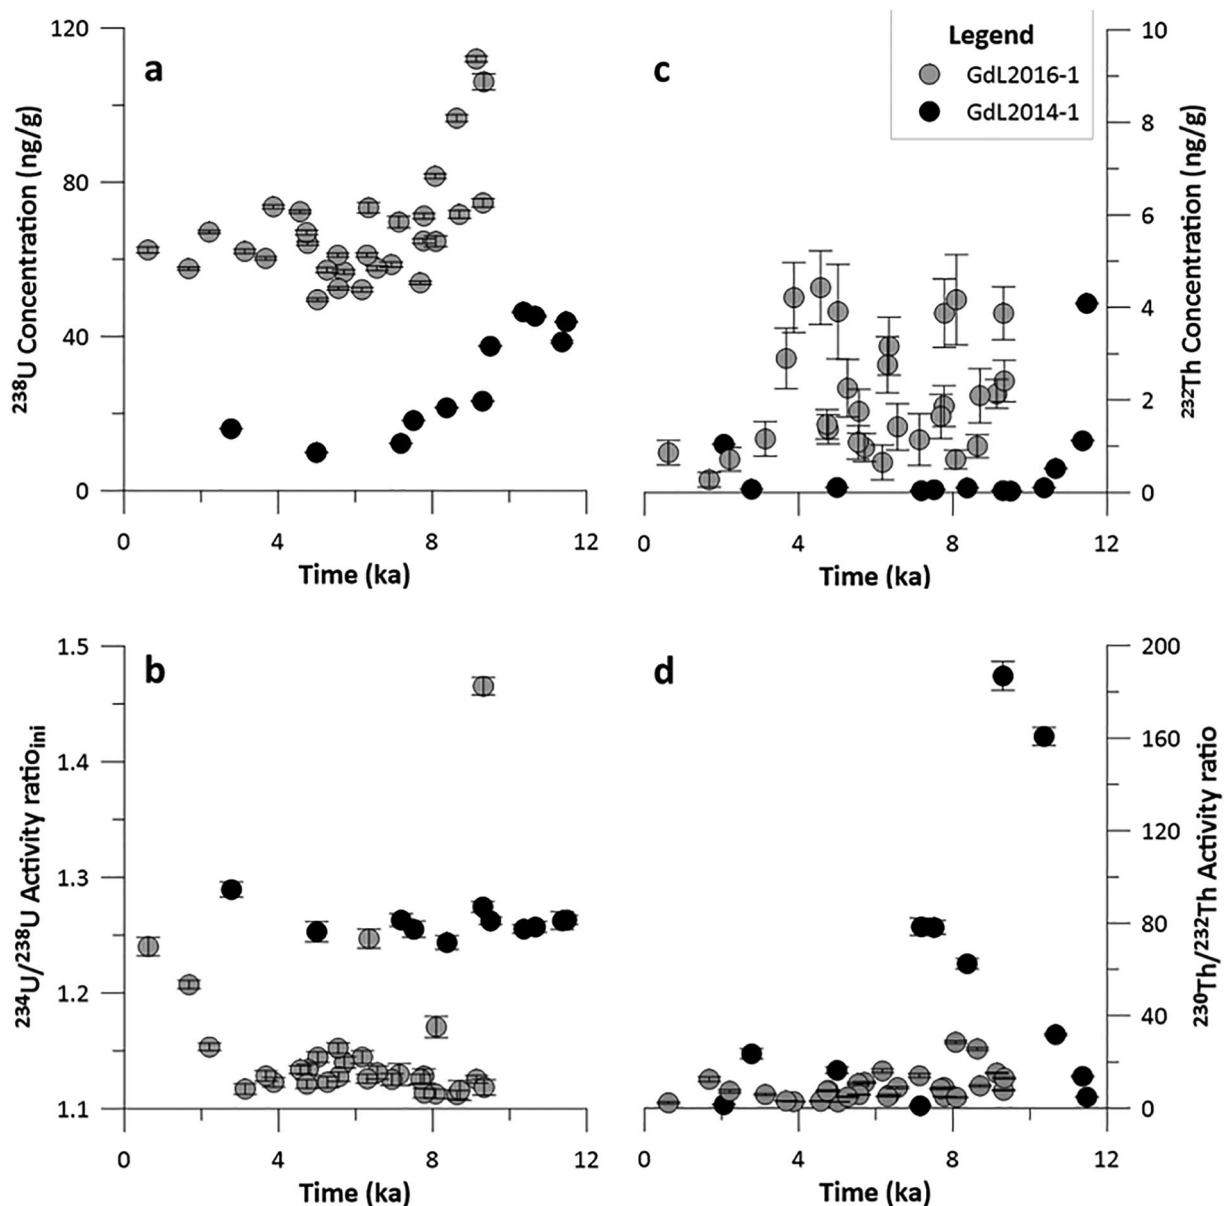 a
120
80
40
0
²³⁸U Concentration (ng/g)
0 4 8 12
Time (ka)
c
Legend
GdL2016-1
GdL2014-1
10
8
6
4
2
0
²³²Th Concentration (ng/g)
0 4 8 12
Time (ka)
b
1.5
1.4
1.3
1.2
1.1
²³⁴U/²³⁸U Activity ratioᵢₙᵢ
0 4 8 12
Time (ka)
d
200
160
120
80
40
0
²³⁰Th/²³²Th Activity ratio
0 4 8 12
Time (ka)